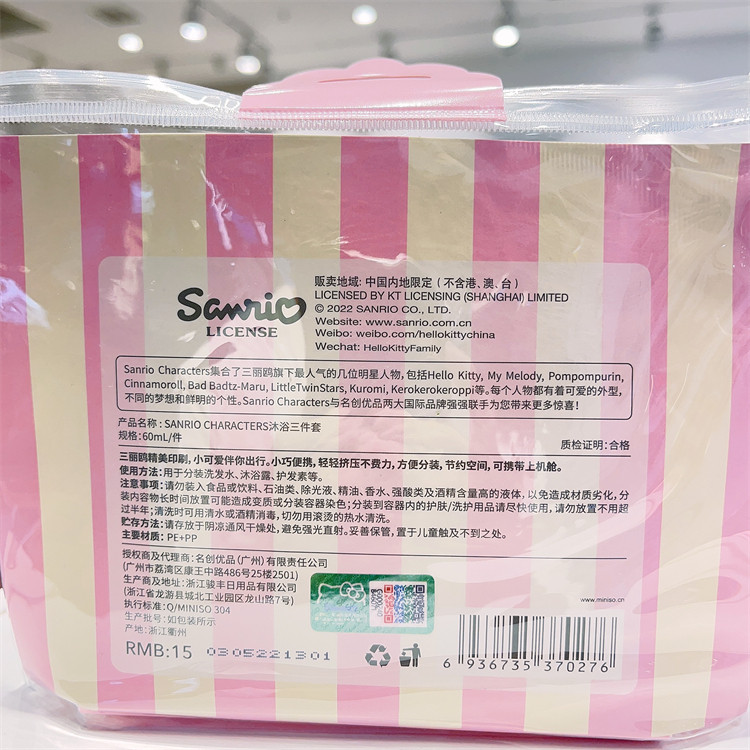 Sanrio
LICENSE
贩卖地域: 中国内地限定（不含港、澳、台）
LICENSED BY KT LICENSING (SHANGHAI) LIMITED
© 2022 SANRIO CO., LTD.
Website: www.sanrio.com.cn
Weibo: weibo.com/hellokittychina
Wechat: HelloKittyFamily
Sanrio Characters集合了三丽鸥旗下最人气的几位明星人物, 包括Hello Kitty, My Melody, Pompompurin,
Cinnamoroll, Bad Badtz-Maru, LittleTwinStars, Kuromi, Kerokerokeroppi等。每个人物都有着可爱的外型,
不同的梦想和鲜明的个性。Sanrio Characters与名创优品两大国际品牌强强联手为您带来更多惊喜!
产品名称: SANRIO CHARACTERS沐浴三件套
规格: 60mL/件
质检证明: 合格
三丽鸥精美印刷, 小可爱伴你出行。小巧便携, 轻轻挤压不费力, 方便分装, 节约空间, 可携带上机舱。
使用方法: 用于分装洗发水、沐浴露、护发素等。
注意事项: 请勿装入食品或饮料、石油类、除光液、精油、香水、强酸类及酒精含量高的液体, 以免造成材质劣化, 分
装内容物长时间放置可能造成变质或分装容器染色; 分装到容器内的护肤/洗护用品请尽快使用, 请勿放置不用超
过半年; 清洗时可用清水或酒精消毒, 切勿用滚烫的热水清洗。
贮存方法: 请存放于阴凉通风干燥处, 避免强光直射。妥善保管, 置于儿童触及不到之处。
主要材质: PE+PP
授权商及代理商: 名创优品（广州）有限责任公司
(广州市荔湾区康王中路486号25楼2501)
生产商及地址: 浙江骏丰日用品有限公司
(浙江省龙游县城北工业园区龙山路7号)
执行标准: Q/MINISO 304
生产批号: 如包装所示
产地: 浙江衢州
RMB: 15
0305221301
www.miniso.cn
6 936735 370276